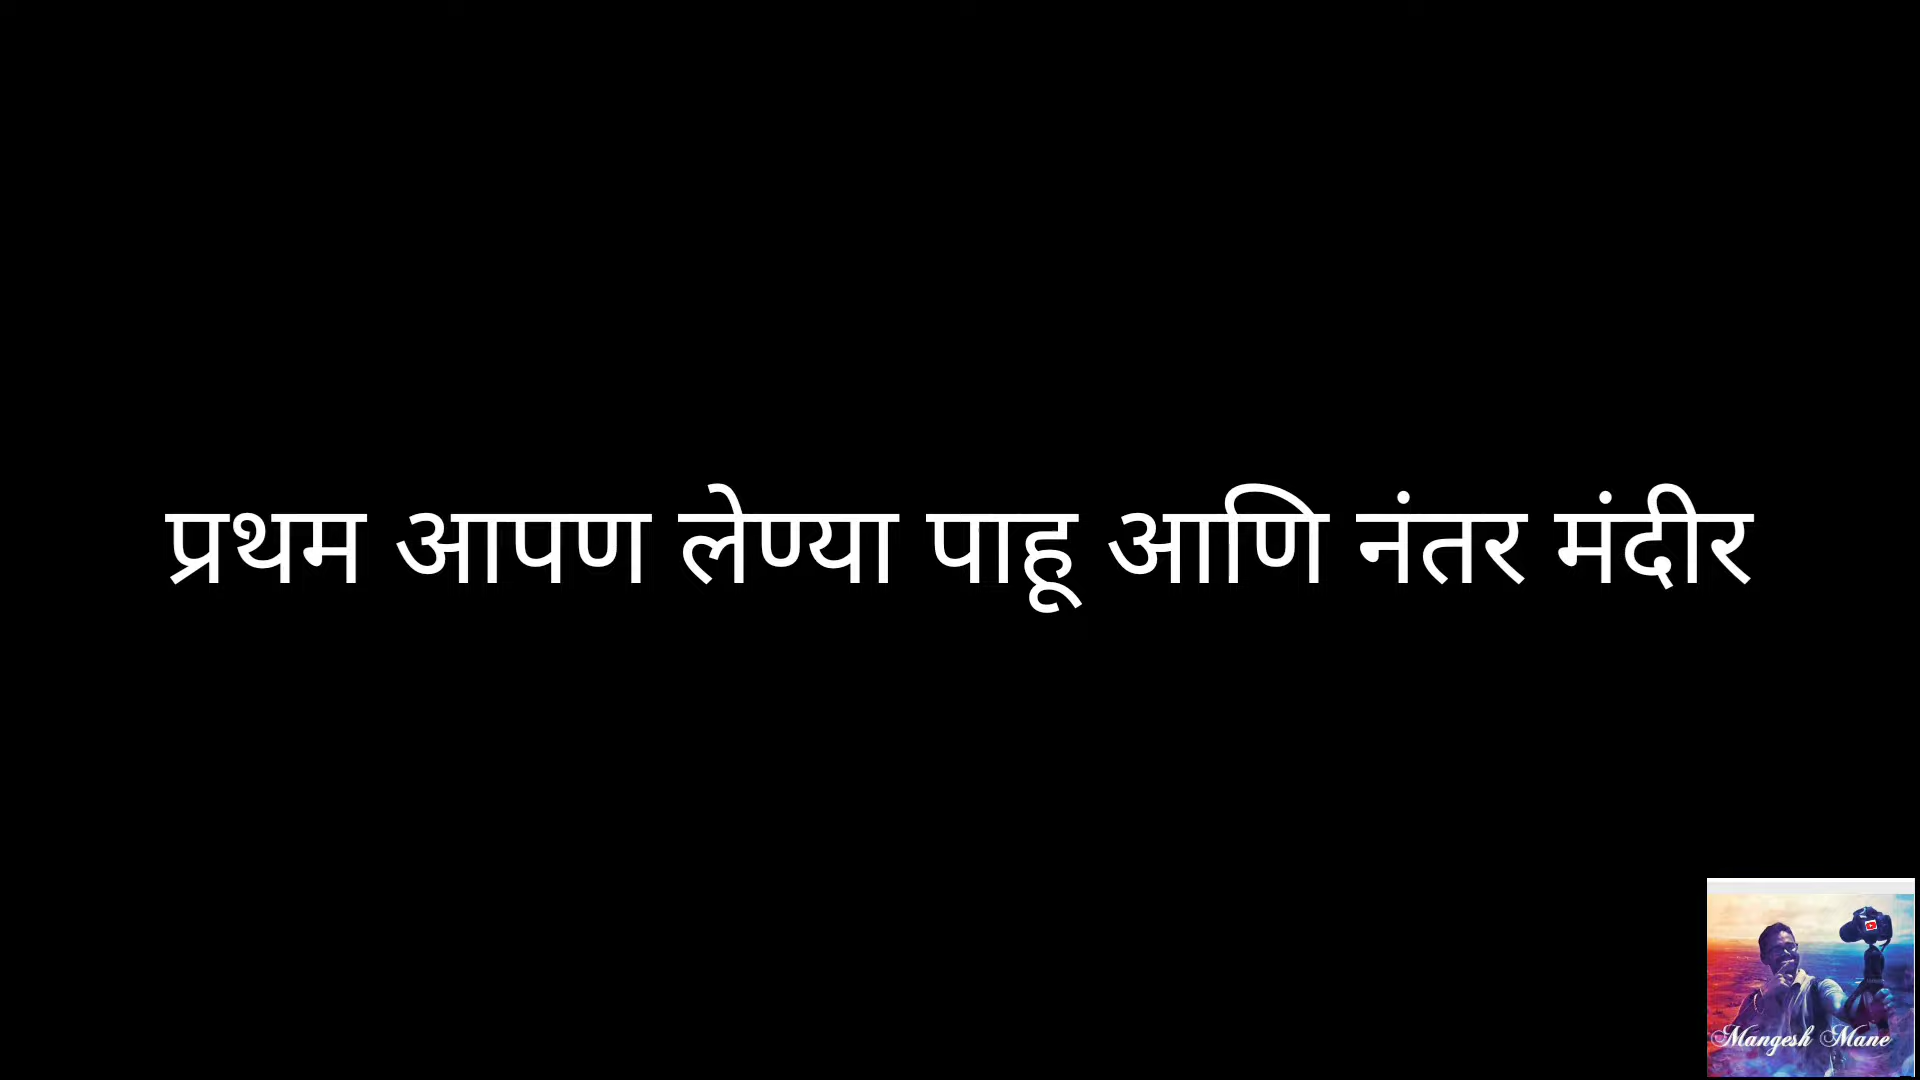 प्रथम आपण लेण्या पाहू आणि नंतर मंदीर
Mangesh Mane